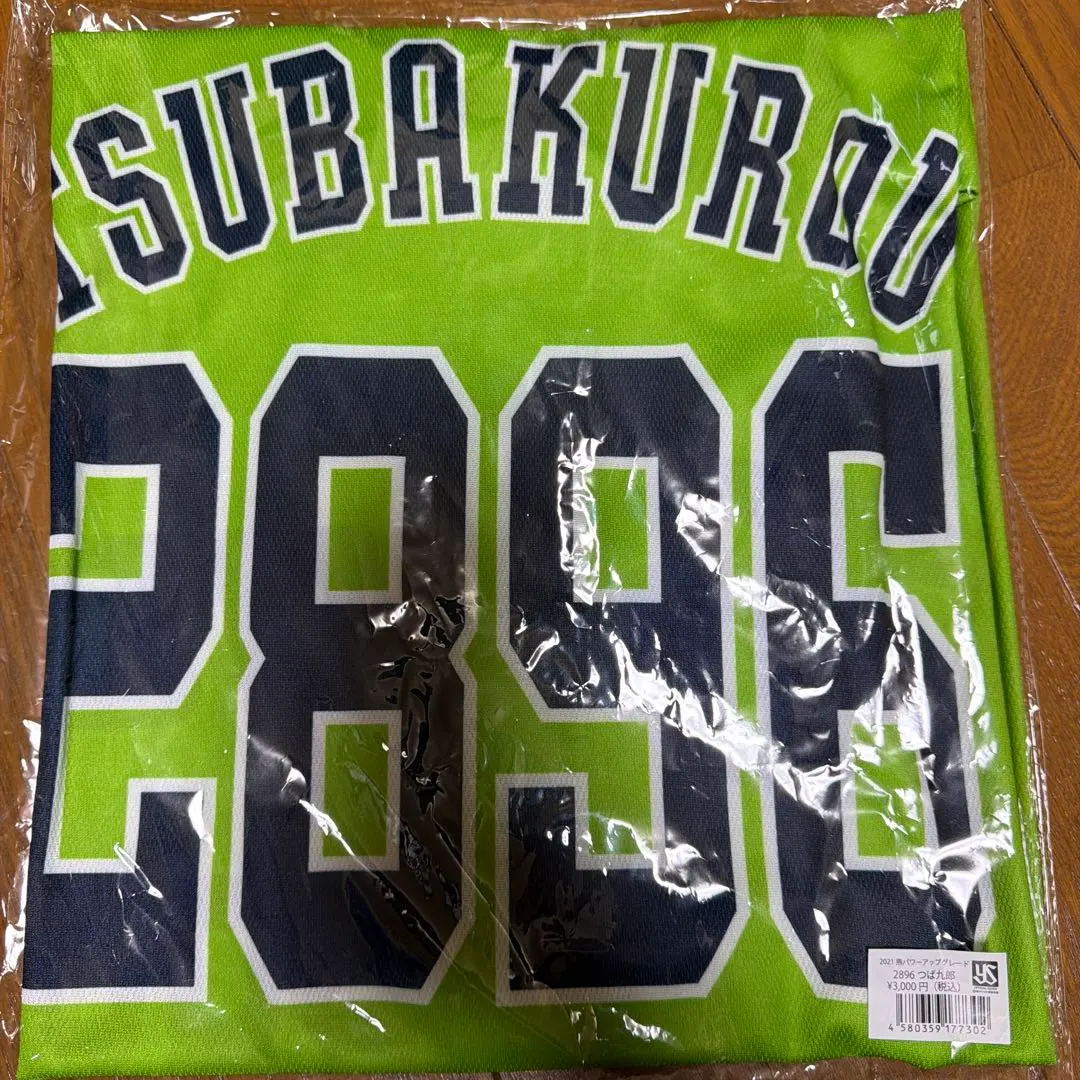 TSUBAKUROU
2896
2021 燕パワーアップグレード
2896 つば九郎
¥3,000円（税込）
YS
4 580359 177302